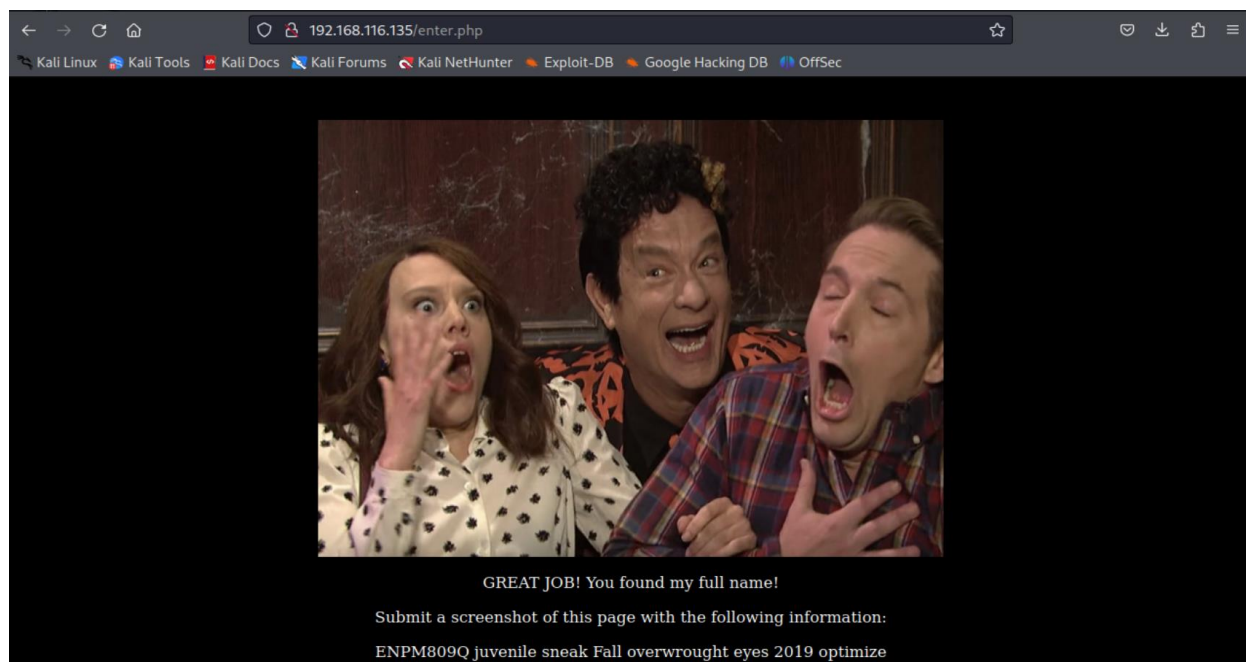 192.168.116.135/enter.php
Kali Linux Kali Tools Kali Docs Kali Forums Kali NetHunter Exploit-DB Google Hacking DB OffSec
GREAT JOB! You found my full name!
Submit a screenshot of this page with the following information:
ENPM809Q juvenile sneak Fall overwrought eyes 2019 optimize